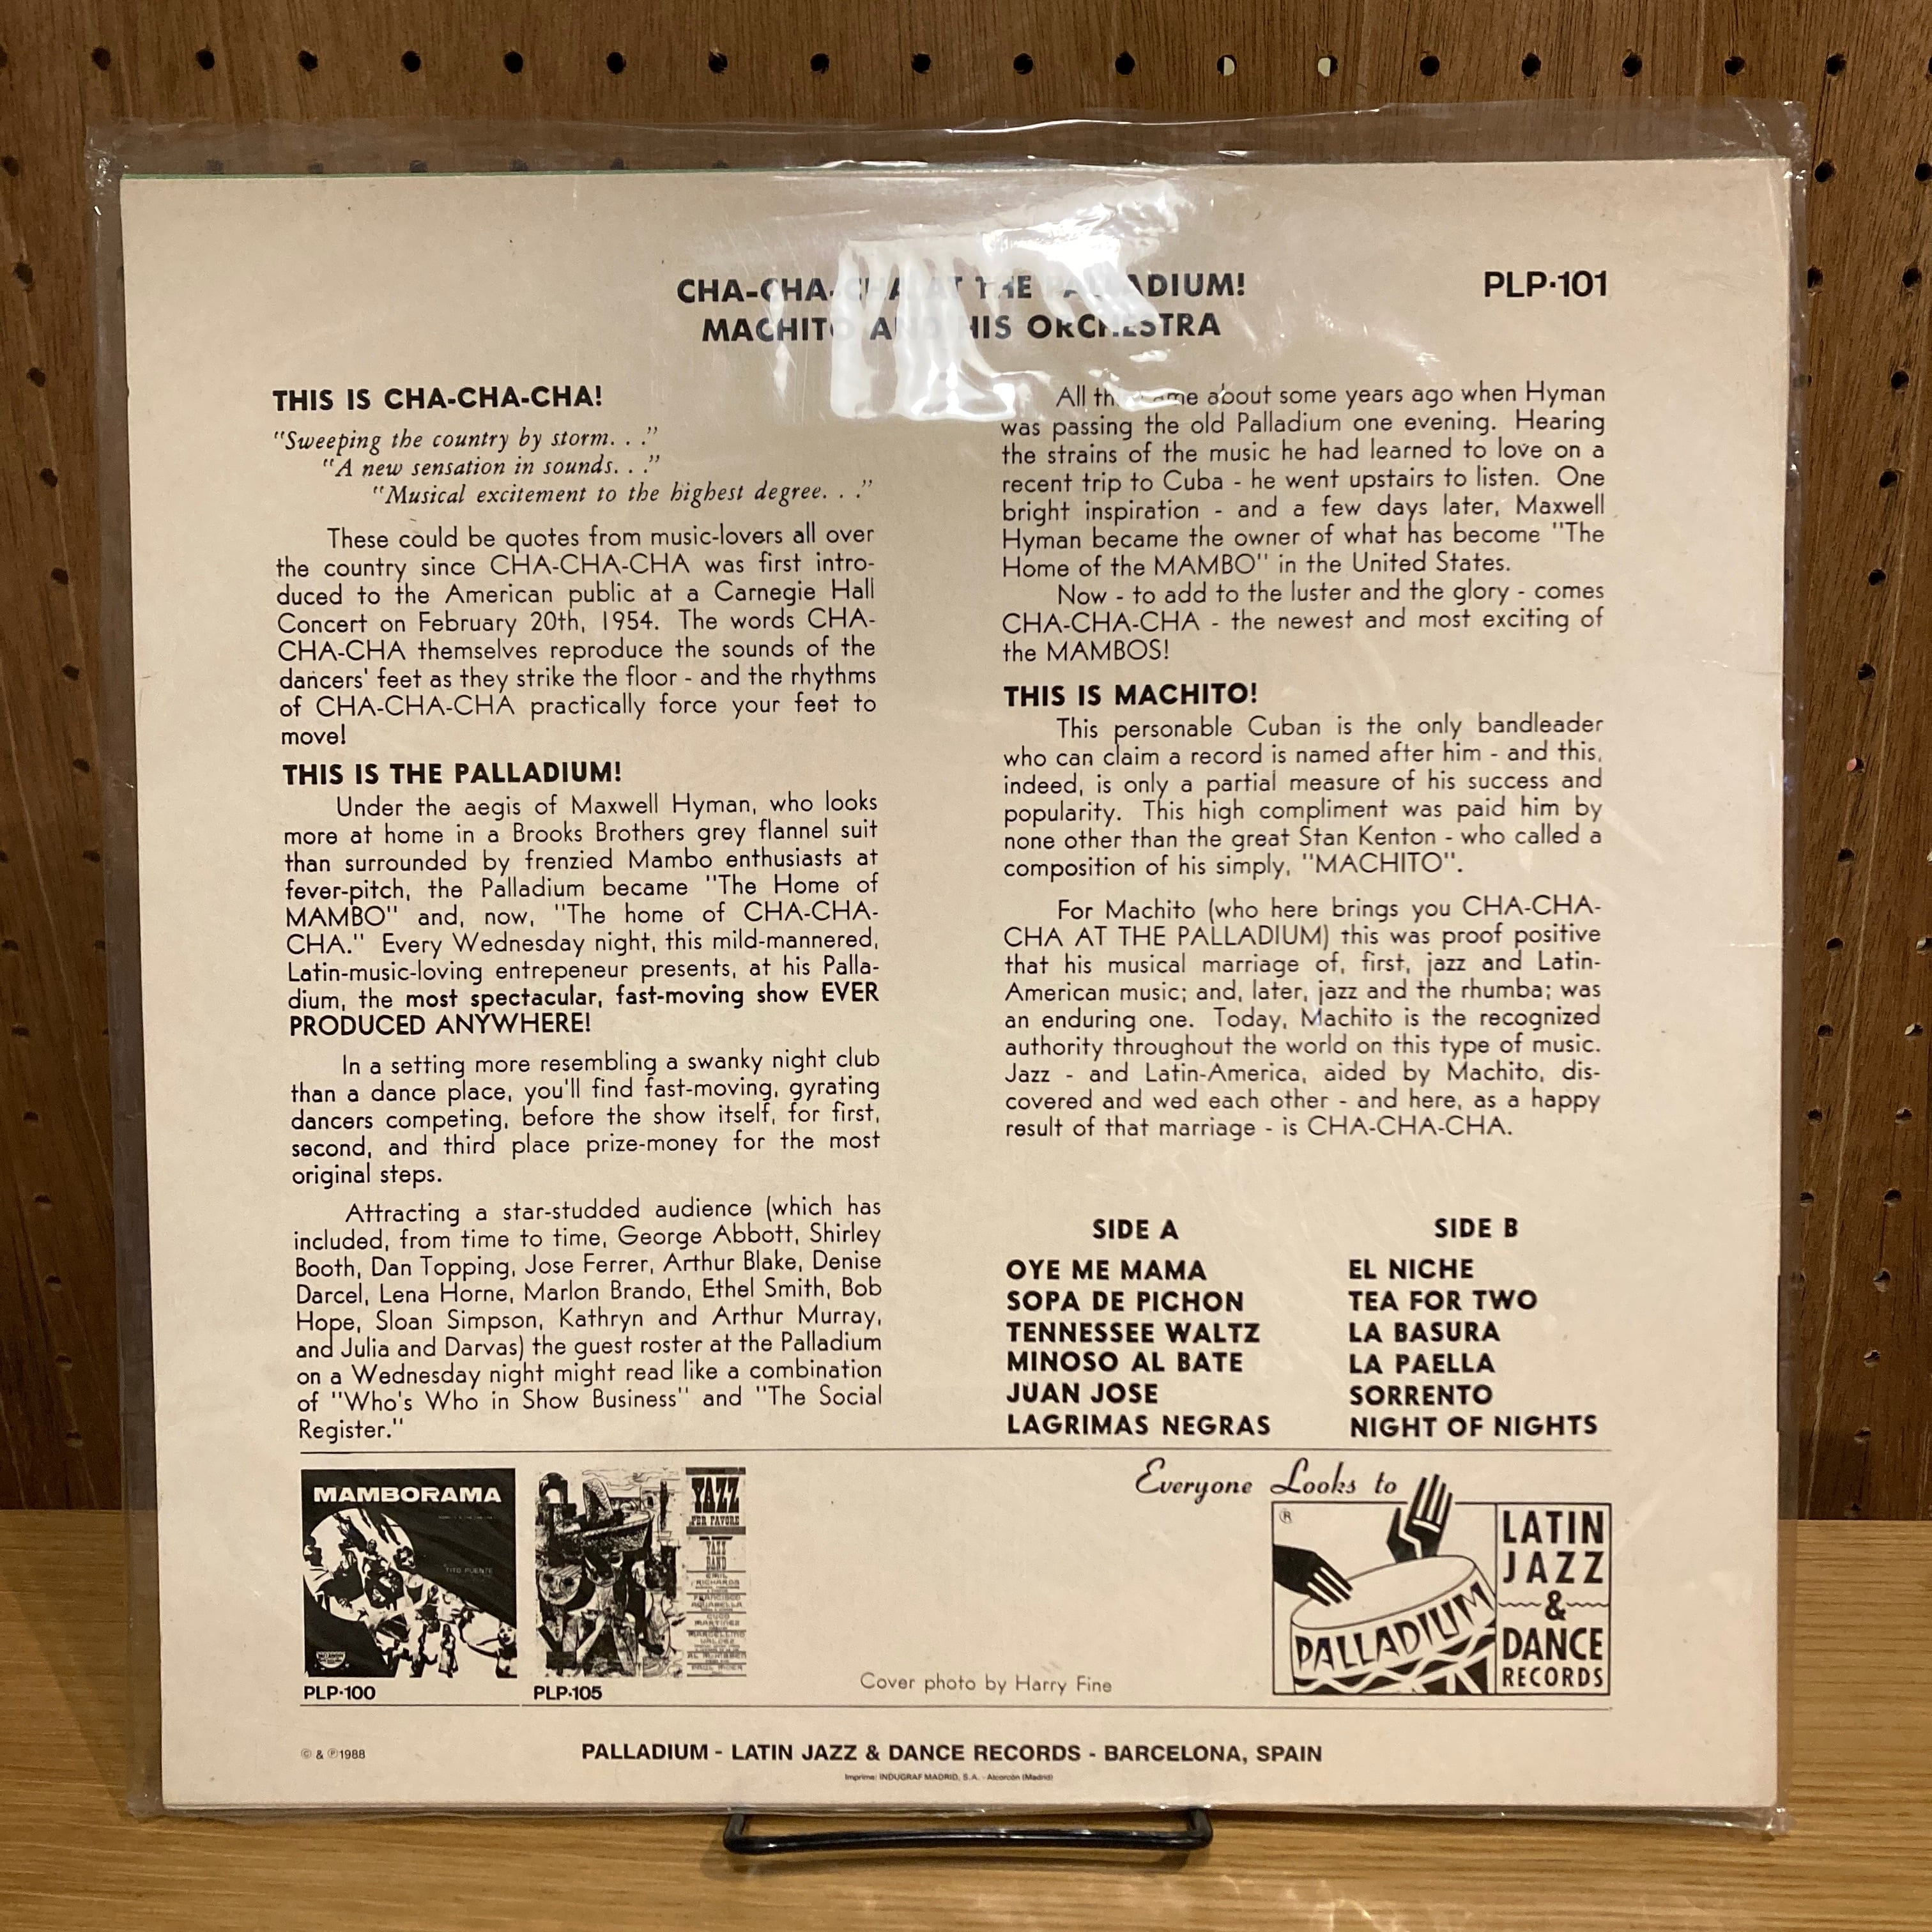 CHA-CHA-CHA AT THE PALLADIUM!
MACHITO AND HIS ORCHESTRA
PLP·101
THIS IS CHA-CHA-CHA!
"Sweeping the country by storm. . ."
"A new sensation in sounds. . ."
"Musical excitement to the highest degree. . ."
These could be quotes from music-lovers all over
the country since CHA-CHA-CHA was first intro-
duced to the American public at a Carnegie Hall
Concert on February 20th, 1954. The words CHA-
CHA-CHA themselves reproduce the sounds of the
dancers' feet as they strike the floor - and the rhythms
of CHA-CHA-CHA practically force your feet to
move!
THIS IS THE PALLADIUM!
Under the aegis of Maxwell Hyman, who looks
more at home in a Brooks Brothers grey flannel suit
than surrounded by frenzied Mambo enthusiasts at
fever-pitch, the Palladium became "The Home of
MAMBO" and, now, "The home of CHA-CHA-
CHA." Every Wednesday night, this mild-mannered,
Latin-music-loving entrepeneur presents, at his Palla-
dium, the most spectacular, fast-moving show EVER
PRODUCED ANYWHERE!
In a setting more resembling a swanky night club
than a dance place, you'll find fast-moving, gyrating
dancers competing, before the show itself, for first,
second, and third place prize-money for the most
original steps.
Attracting a star-studded audience (which has
included, from time to time, George Abbott, Shirley
Booth, Dan Topping, Jose Ferrer, Arthur Blake, Denise
Darcel, Lena Horne, Marlon Brando, Ethel Smith, Bob
Hope, Sloan Simpson, Kathryn and Arthur Murray,
and Julia and Darvas) the guest roster at the Palladium
on a Wednesday night might read like a combination
of "Who's Who in Show Business" and "The Social
Register."
All this came about some years ago when Hyman
was passing the old Palladium one evening. Hearing
the strains of the music he had learned to love on a
recent trip to Cuba - he went upstairs to listen. One
bright inspiration - and a few days later, Maxwell
Hyman became the owner of what has become "The
Home of the MAMBO" in the United States.
Now - to add to the luster and the glory - comes
CHA-CHA-CHA - the newest and most exciting of
the MAMBOS!
THIS IS MACHITO!
This personable Cuban is the only bandleader
who can claim a record is named after him - and this,
indeed, is only a partial measure of his success and
popularity. This high compliment was paid him by
none other than the great Stan Kenton - who called a
composition of his simply, "MACHITO".
For Machito (who here brings you CHA-CHA-
CHA AT THE PALLADIUM) this was proof positive
that his musical marriage of, first, jazz and Latin-
American music; and, later, jazz and the rhumba; was
an enduring one. Today, Machito is the recognized
authority throughout the world on this type of music.
Jazz - and Latin-America, aided by Machito, dis-
covered and wed each other - and here, as a happy
result of that marriage - is CHA-CHA-CHA.
SIDE A
OYE ME MAMA
SOPA DE PICHON
TENNESSEE WALTZ
MINOSO AL BATE
JUAN JOSE
LAGRIMAS NEGRAS
SIDE B
EL NICHE
TEA FOR TWO
LA BASURA
LA PAELLA
SORRENTO
NIGHT OF NIGHTS
MAMBORAMA
TITO PUENTE
PLP·100
YAZZ
PER FAVORE
YAZZ
BAND
EMIL
RICHARDS
FRANCISCO
AQUABELLA
CUCO
MARTINEZ
MARCELLINO
VALDEZ
AL McKIBBON
PLP·105
Cover photo by Harry Fine
Everyone Looks to
®
PALLADIUM
LATIN
JAZZ
&
DANCE
RECORDS
© & ℗ 1988
PALLADIUM - LATIN JAZZ & DANCE RECORDS - BARCELONA, SPAIN
Imprime: INDUGRAF MADRID, S.A. - Alcorcón (Madrid)